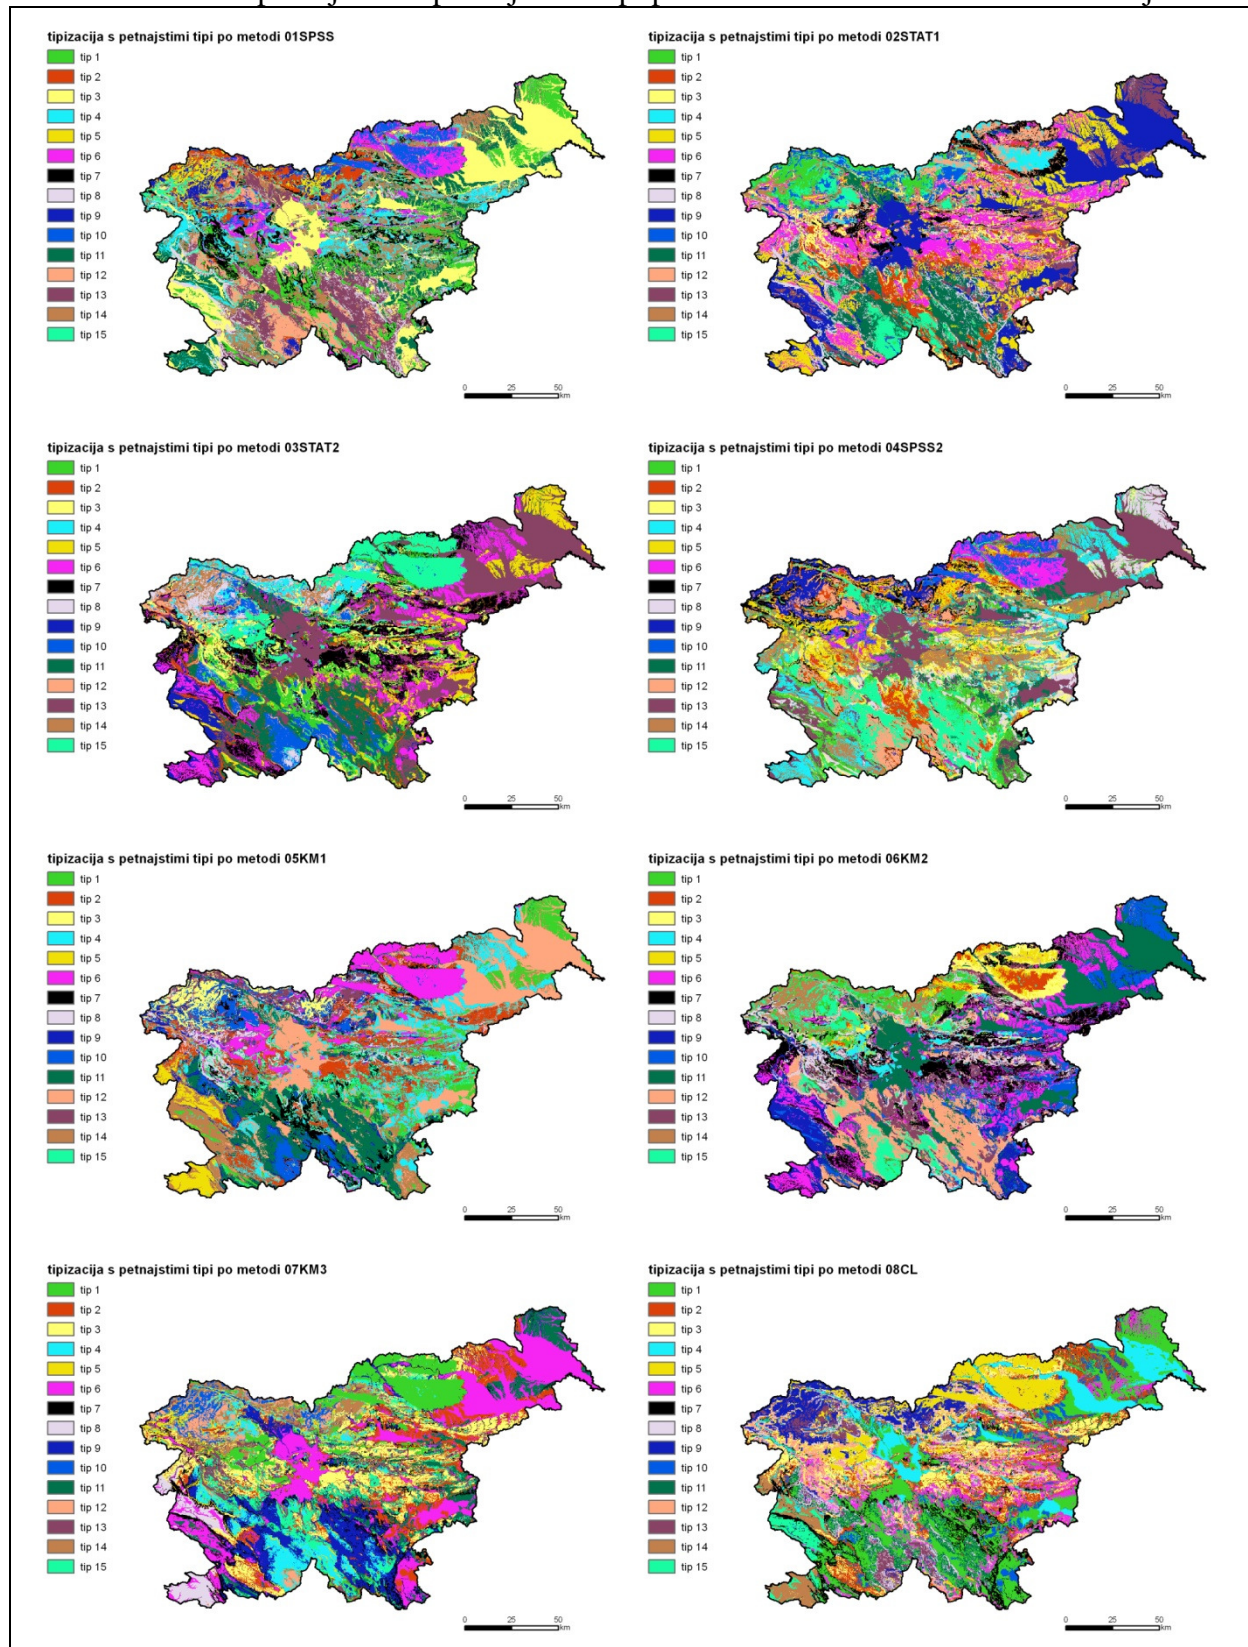 tipizacija s petnajstimi tipi po metodi 01SPSS
tip 1
tip 2
tip 3
tip 4
tip 5
tip 6
tip 7
tip 8
tip 9
tip 10
tip 11
tip 12
tip 13
tip 14
tip 15
0 25 50
km
tipizacija s petnajstimi tipi po metodi 02STAT1
tip 1
tip 2
tip 3
tip 4
tip 5
tip 6
tip 7
tip 8
tip 9
tip 10
tip 11
tip 12
tip 13
tip 14
tip 15
0 25 50
km
tipizacija s petnajstimi tipi po metodi 03STAT2
tip 1
tip 2
tip 3
tip 4
tip 5
tip 6
tip 7
tip 8
tip 9
tip 10
tip 11
tip 12
tip 13
tip 14
tip 15
0 25 50
km
tipizacija s petnajstimi tipi po metodi 04SPSS2
tip 1
tip 2
tip 3
tip 4
tip 5
tip 6
tip 7
tip 8
tip 9
tip 10
tip 11
tip 12
tip 13
tip 14
tip 15
0 25 50
km
tipizacija s petnajstimi tipi po metodi 05KM1
tip 1
tip 2
tip 3
tip 4
tip 5
tip 6
tip 7
tip 8
tip 9
tip 10
tip 11
tip 12
tip 13
tip 14
tip 15
0 25 50
km
tipizacija s petnajstimi tipi po metodi 06KM2
tip 1
tip 2
tip 3
tip 4
tip 5
tip 6
tip 7
tip 8
tip 9
tip 10
tip 11
tip 12
tip 13
tip 14
tip 15
0 25 50
km
tipizacija s petnajstimi tipi po metodi 07KM3
tip 1
tip 2
tip 3
tip 4
tip 5
tip 6
tip 7
tip 8
tip 9
tip 10
tip 11
tip 12
tip 13
tip 14
tip 15
0 25 50
km
tipizacija s petnajstimi tipi po metodi 08CL
tip 1
tip 2
tip 3
tip 4
tip 5
tip 6
tip 7
tip 8
tip 9
tip 10
tip 11
tip 12
tip 13
tip 14
tip 15
0 25 50
km